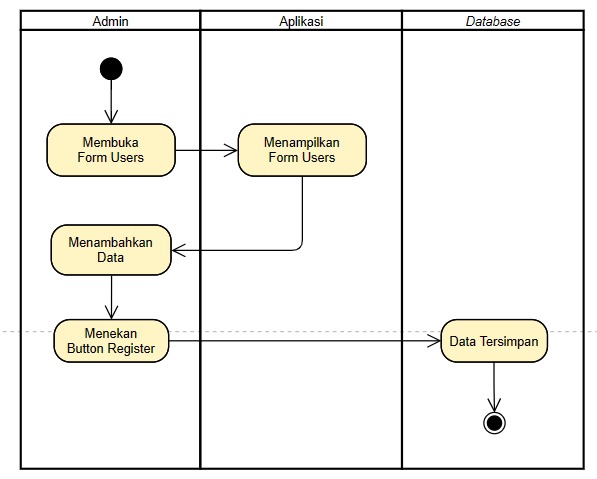 Admin
Aplikasi
Database
Membuka
Form Users
Menampilkan
Form Users
Menambahkan
Data
Menekan
Button Register
Data Tersimpan